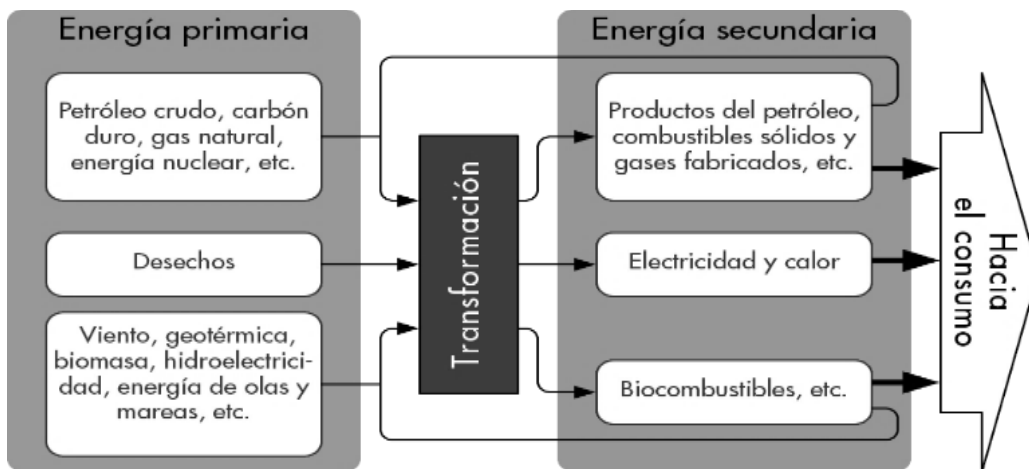 Energía primaria
Petróleo crudo, carbón
duro, gas natural,
energía nuclear, etc.
Desechos
Viento, geotérmica,
biomasa, hidroelectrici-
dad, energía de olas y
mareas, etc.
Transformación
Energía secundaria
Productos del petróleo,
combustibles sólidos y
gases fabricados, etc.
Electricidad y calor
Biocombustibles, etc.
Hacia
el consumo